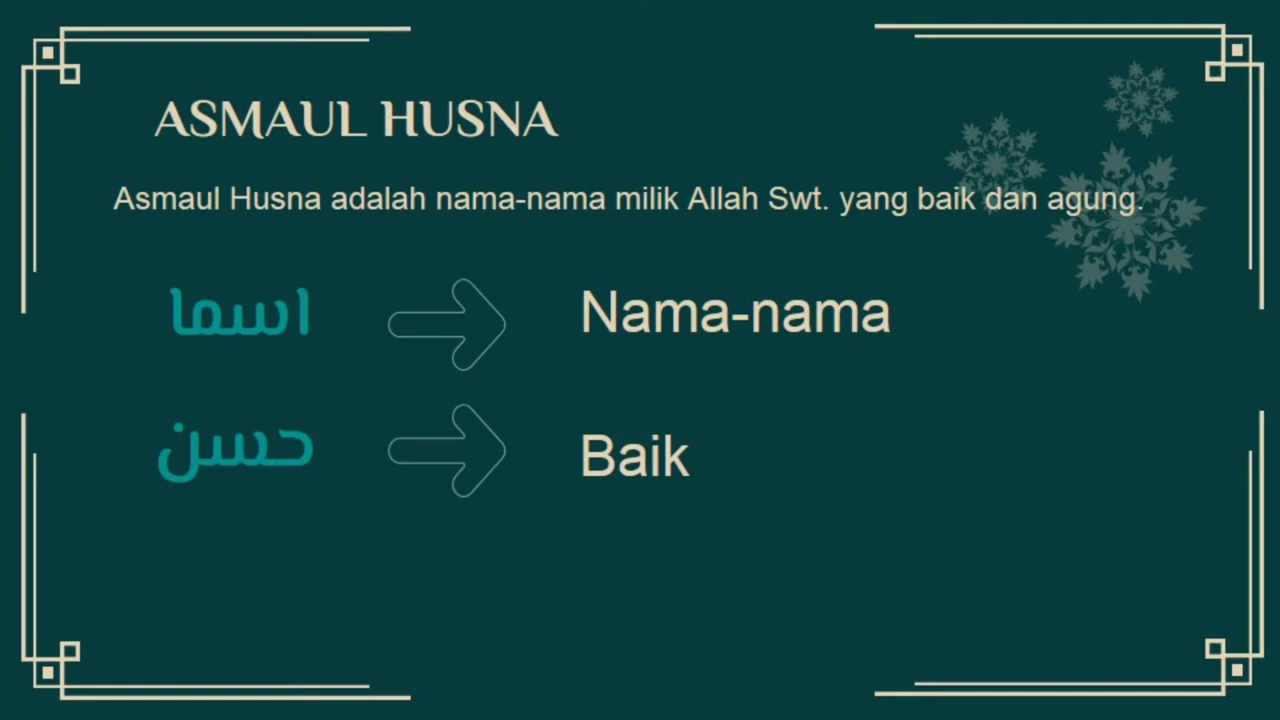 ASMAUL HUSNA
Asmaul Husna adalah nama-nama milik Allah Swt. yang baik dan agung.
اسما
Nama-nama
حسن
Baik